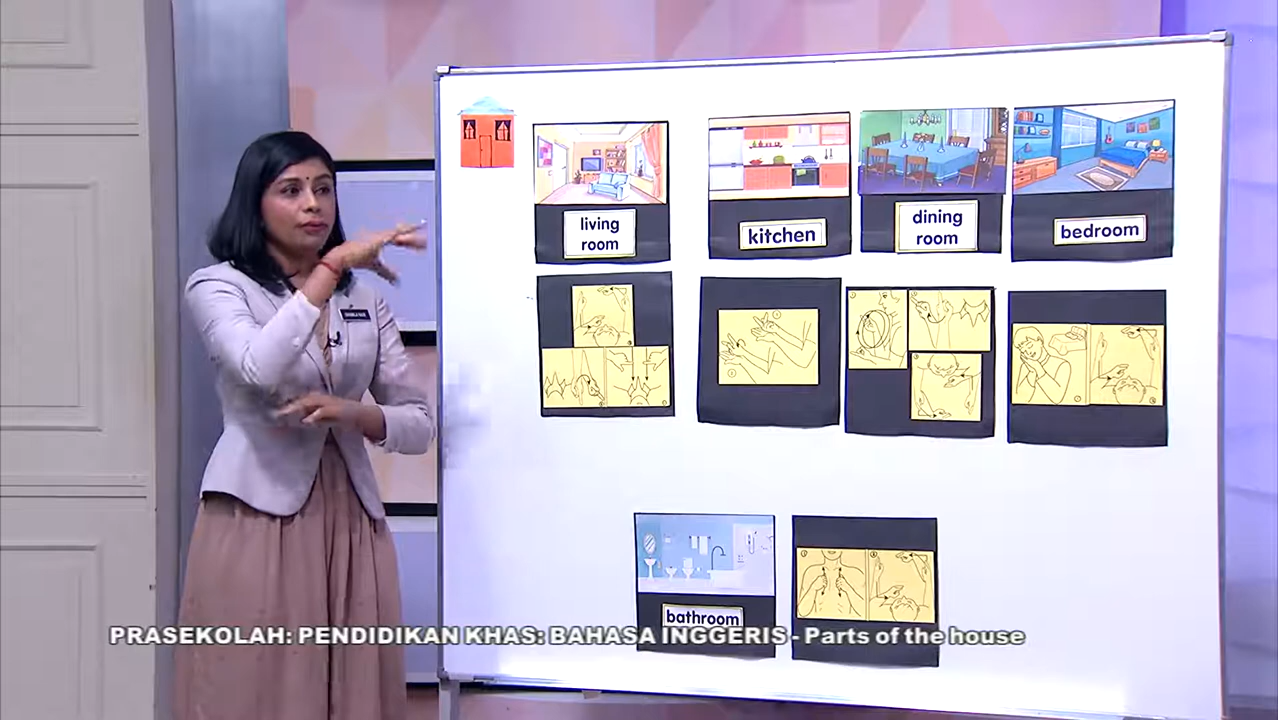 living
room
kitchen
dining
room
bedroom
bathroom
PRASEKOLAH: PENDIDIKAN KHAS: BAHASA INGGERIS - Parts of the house